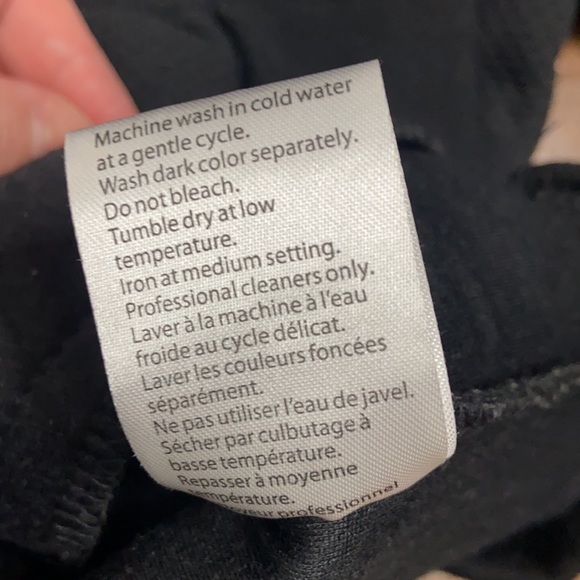 Machine wash in cold water
at a gentle cycle.
Wash dark color separately.
Do not bleach.
Tumble dry at low
temperature.
Iron at medium setting.
Professional cleaners only.
Laver à la machine à l'eau
froide au cycle délicat.
Laver les couleurs foncées
séparément.
Ne pas utiliser l'eau de javel.
Sécher par culbutage à
basse température.
Repasser à moyenne
température.
professionnel